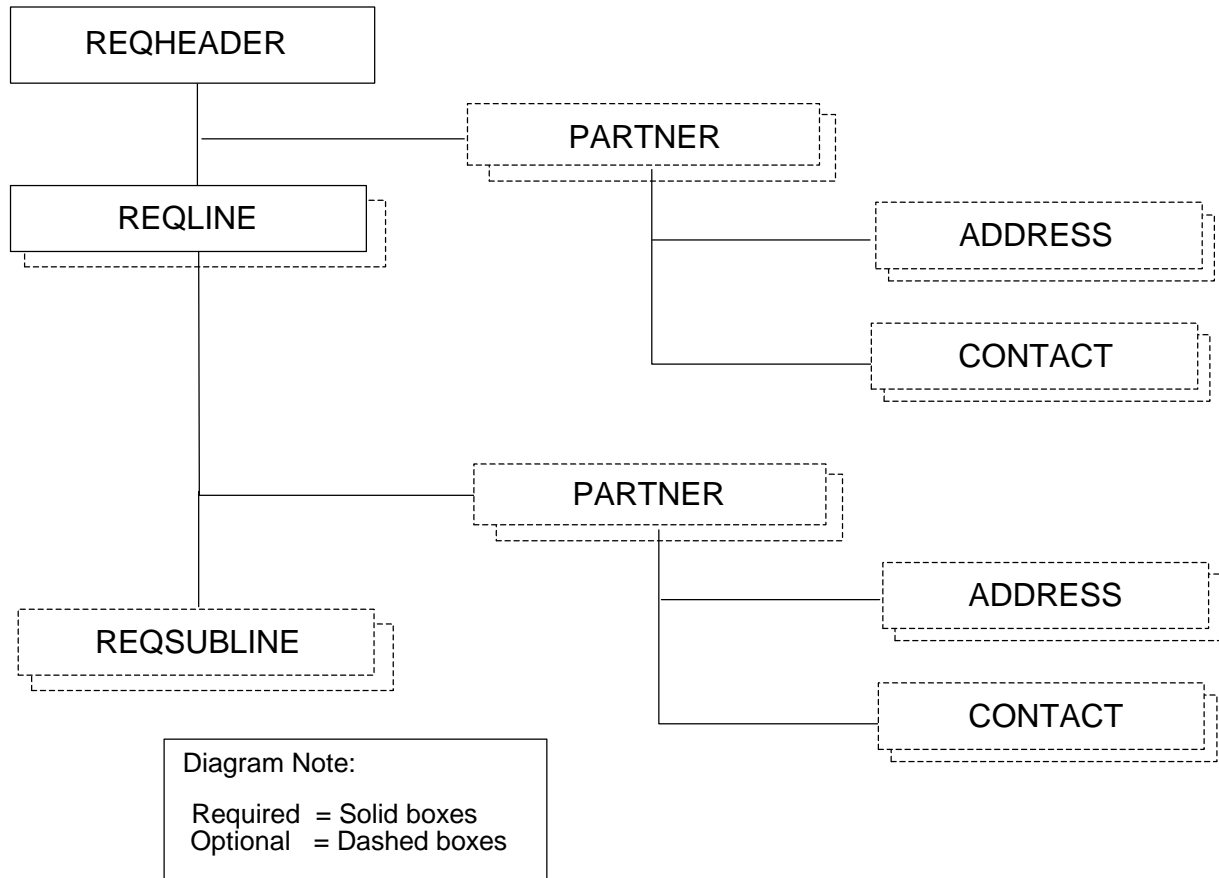 REQHEADER
PARTNER
REQLINE
ADDRESS
CONTACT
PARTNER
ADDRESS
REQSUBLINE
CONTACT
Diagram Note:
Required = Solid boxes
Optional = Dashed boxes